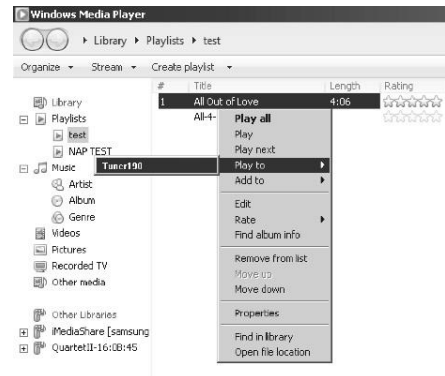 Windows Media Player
Library ▸ Playlists ▸ test
Organize Stream Create playlist
# Title Length Rating
1 All Out of Love 4:06
All-4-
Library
Playlists
test
NAP TEST
Music
Artist
Album
Genre
Videos
Pictures
Recorded TV
Other media
Other Libraries
iMediaShare [samsung
QuartetII-16:0B:45
Tuner190
Play all
Play
Play next
Play to
Add to
Edit
Rate
Find album info
Remove from list
Move up
Move down
Properties
Find in library
Open file location